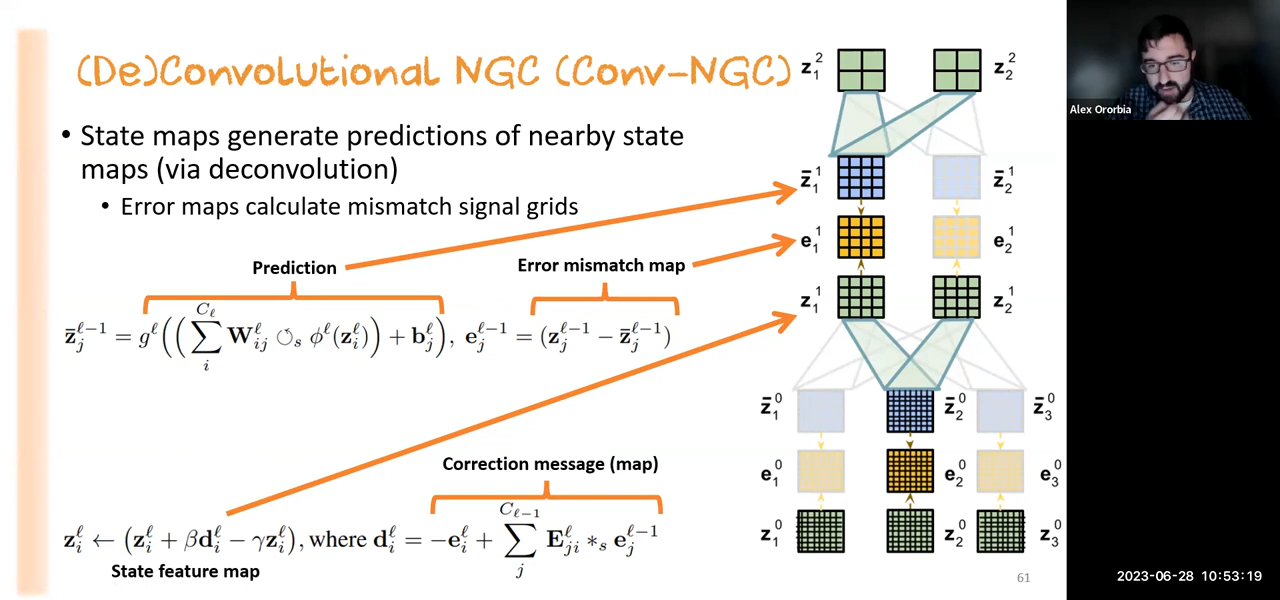 (De)Convolutional NGC (Conv-NGC)
• State maps generate predictions of nearby state
maps (via deconvolution)
• Error maps calculate mismatch signal grids
Prediction
Error mismatch map
z̄_j^{ℓ−1} = g^ℓ((∑_i^{C_ℓ} W_{ij}^ℓ ↺_s ϕ^ℓ(z_i^ℓ)) + b_j^ℓ), e_j^{ℓ−1} = (z_j^{ℓ−1} − z̄_j^{ℓ−1})
Correction message (map)
z_i^ℓ ← (z_i^ℓ + βd_i^ℓ − γz_i^ℓ), where d_i^ℓ = −e_i^ℓ + ∑_j^{C_{ℓ−1}} E_{ji}^ℓ *_s e_j^{ℓ−1}
State feature map
z_1^2 z_2^2
z̄_1^1 z̄_2^1
e_1^1 e_2^1
z_1^1 z_2^1
z̄_1^0 z̄_2^0 z̄_3^0
e_1^0 e_2^0 e_3^0
z_1^0 z_2^0 z_3^0
61
Alex Ororbia
2023-06-28 10:53:19